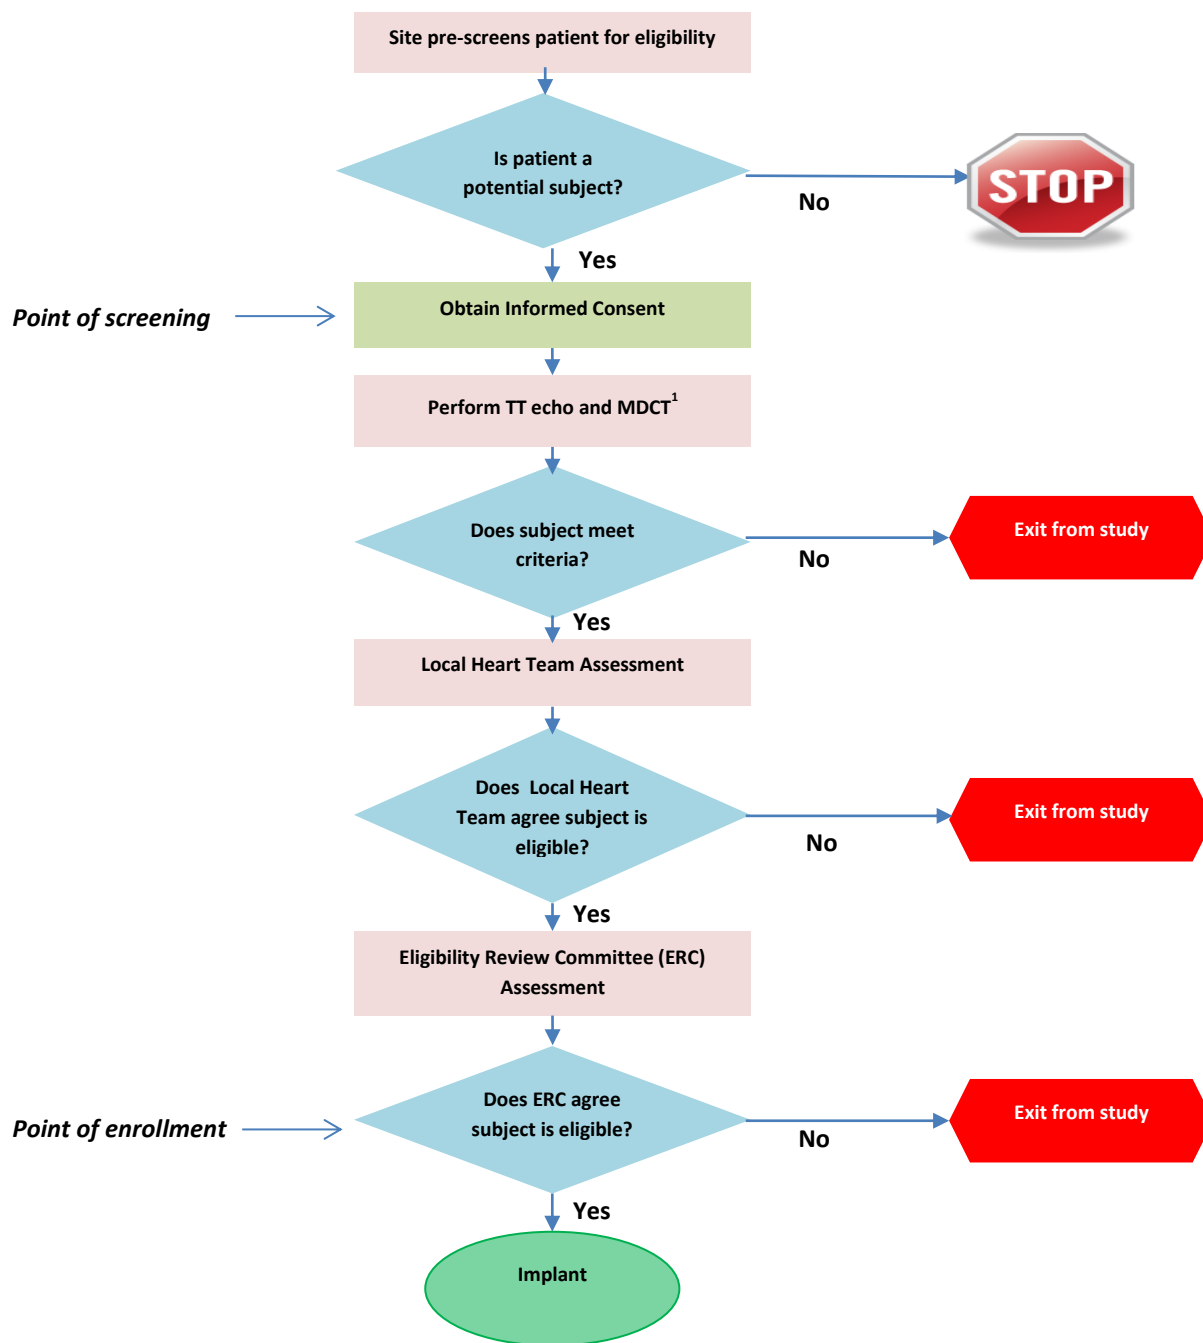 Site pre-screens patient for eligibility
Is patient a
potential subject?
No
STOP
Yes
Point of screening
Obtain Informed Consent
Perform TT echo and MDCT1
Does subject meet
criteria?
No
Exit from study
Yes
Local Heart Team Assessment
Does Local Heart
Team agree subject is
eligible?
No
Exit from study
Yes
Eligibility Review Committee (ERC)
Assessment
Point of enrollment
Does ERC agree
subject is eligible?
No
Exit from study
Yes
Implant